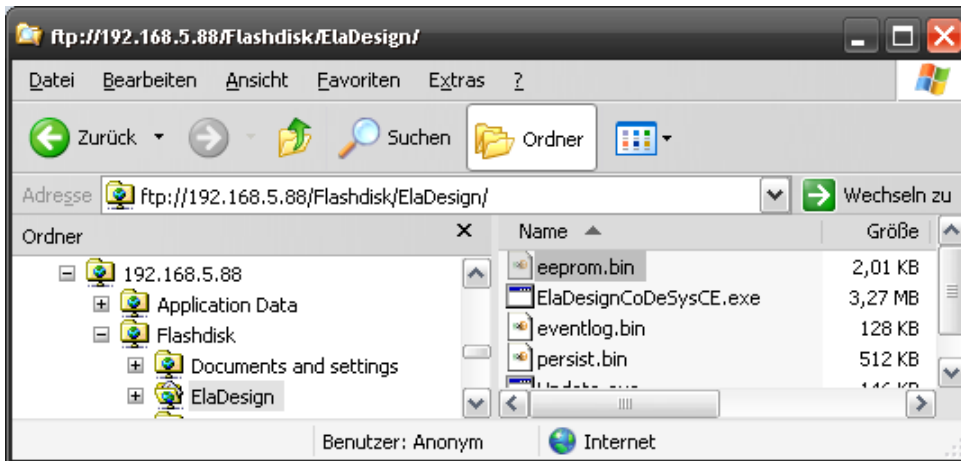 ftp://192.168.5.88/Flashdisk/ElaDesign/
Datei Bearbeiten Ansicht Favoriten Extras ?
Zurück Suchen Ordner
Adresse ftp://192.168.5.88/Flashdisk/ElaDesign/ Wechseln zu
Ordner
192.168.5.88
Application Data
Flashdisk
Documents and settings
ElaDesign
Name Größe
eeprom.bin 2,01 KB
ElaDesignCoDeSysCE.exe 3,27 MB
eventlog.bin 128 KB
persist.bin 512 KB
Benutzer: Anonym Internet